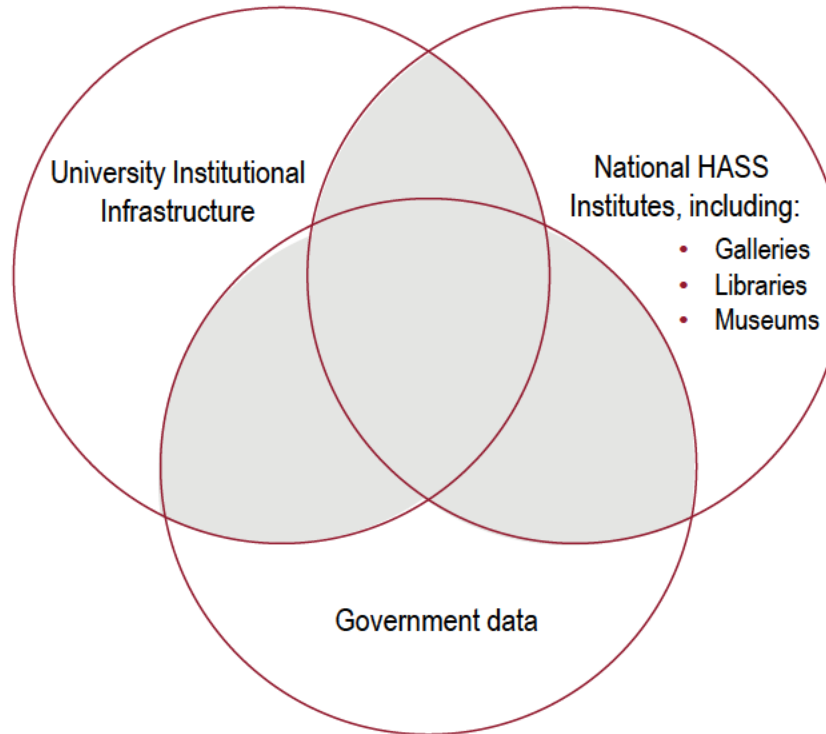 University Institutional
Infrastructure
National HASS
Institutes, including:
• Galleries
• Libraries
• Museums
Government data